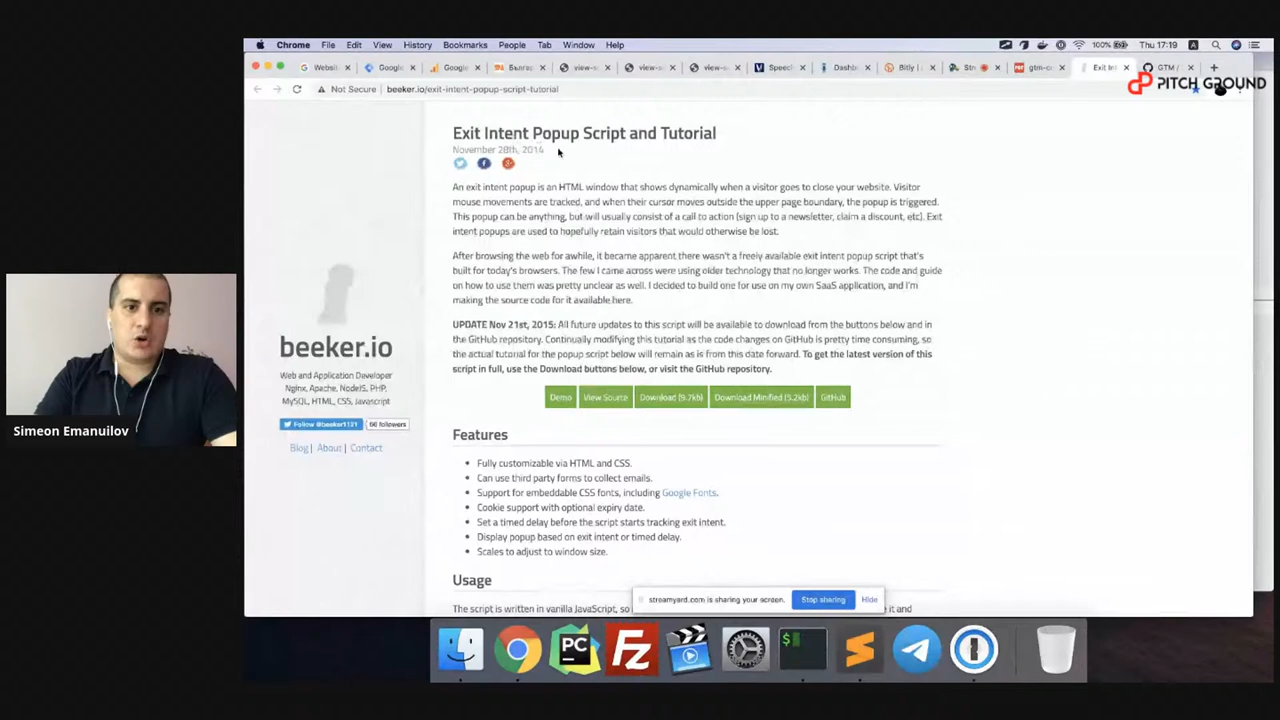 Chrome File Edit View History Bookmarks People Tab Window Help
100% Thu 17:19
Websit Google Google Българ view-s view-s view-s Speech Dashb Bitly | Str gtm-c Exit In GTM /
Not Secure | beeker.io/exit-intent-popup-script-tutorial
PITCH GROUND
Exit Intent Popup Script and Tutorial
November 28th, 2014
An exit intent popup is an HTML window that shows dynamically when a visitor goes to close your website. Visitor
mouse movements are tracked, and when their cursor moves outside the upper page boundary, the popup is triggered.
This popup can be anything, but will usually consist of a call to action (sign up to a newsletter, claim a discount, etc). Exit
intent popups are used to hopefully retain visitors that would otherwise be lost.
After browsing the web for awhile, it became apparent there wasn't a freely available exit intent popup script that's
built for today's browsers. The few I came across were using older technology that no longer works. The code and guide
on how to use them was pretty unclear as well. I decided to build one for use on my own SaaS application, and I'm
making the source code for it available here.
UPDATE Nov 21st, 2015: All future updates to this script will be available to download from the buttons below and in
the GitHub repository. Continually modifying this tutorial as the code changes on GitHub is pretty time consuming, so
the actual tutorial for the popup script below will remain as is from this date forward. To get the latest version of this
script in full, use the Download buttons below, or visit the GitHub repository.
Demo View Source Download (9.7kb) Download Minified (5.2kb) GitHub
beeker.io
Web and Application Developer
Nginx, Apache, NodeJS, PHP,
MySQL, HTML, CSS, Javascript
Follow @beeker1121 66 followers
Blog | About | Contact
Features
Fully customizable via HTML and CSS.
Can use third party forms to collect emails.
Support for embeddable CSS fonts, including Google Fonts.
Cookie support with optional expiry date.
Set a timed delay before the script starts tracking exit intent.
Display popup based on exit intent or timed delay.
Scales to adjust to window size.
Usage
The script is written in vanilla JavaScript, so e it and
streamyard.com is sharing your screen. Stop sharing Hide
Simeon Emanuilov
PC
Fz
$